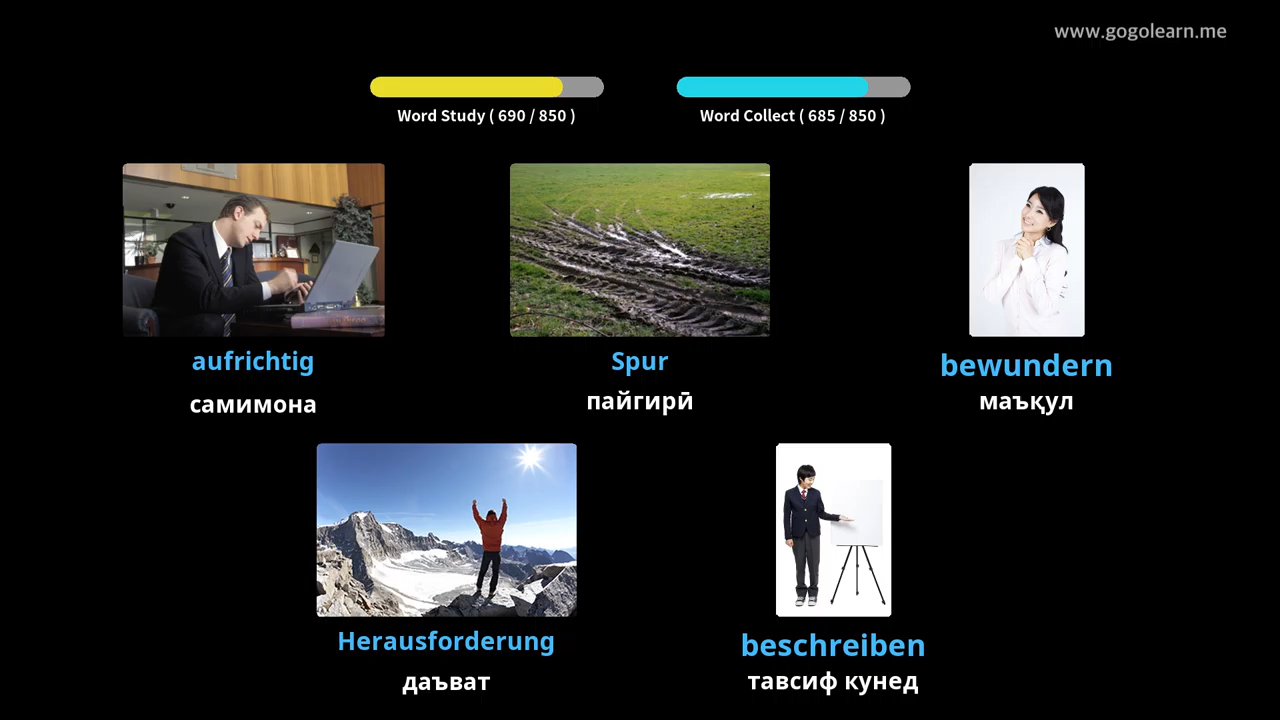 www.gogolearn.me
Word Study ( 690 / 850 )
Word Collect ( 685 / 850 )
aufrichtig
самимона
Spur
пайгирӣ
bewundern
маъқул
Herausforderung
даъват
beschreiben
тавсиф кунед